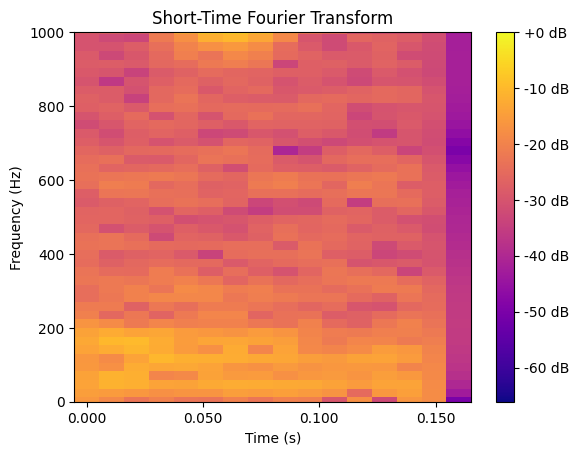 Short-Time Fourier Transform
Frequency (Hz)
1000
800
600
400
200
0
0.000
0.050
0.100
0.150
Time (s)
+0 dB
-10 dB
-20 dB
-30 dB
-40 dB
-50 dB
-60 dB